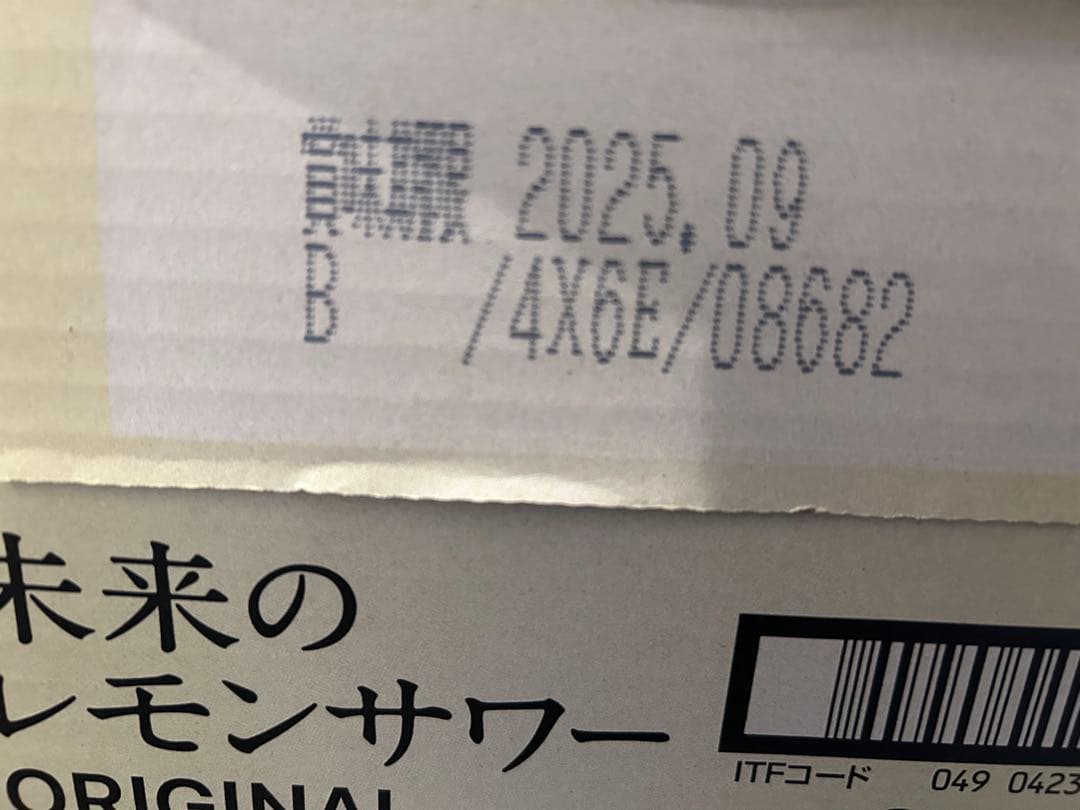 賞味期限 2025.09
B /4X6E/08682
未来の
レモンサワー
ORIGINAL
ITFコード 049 0423